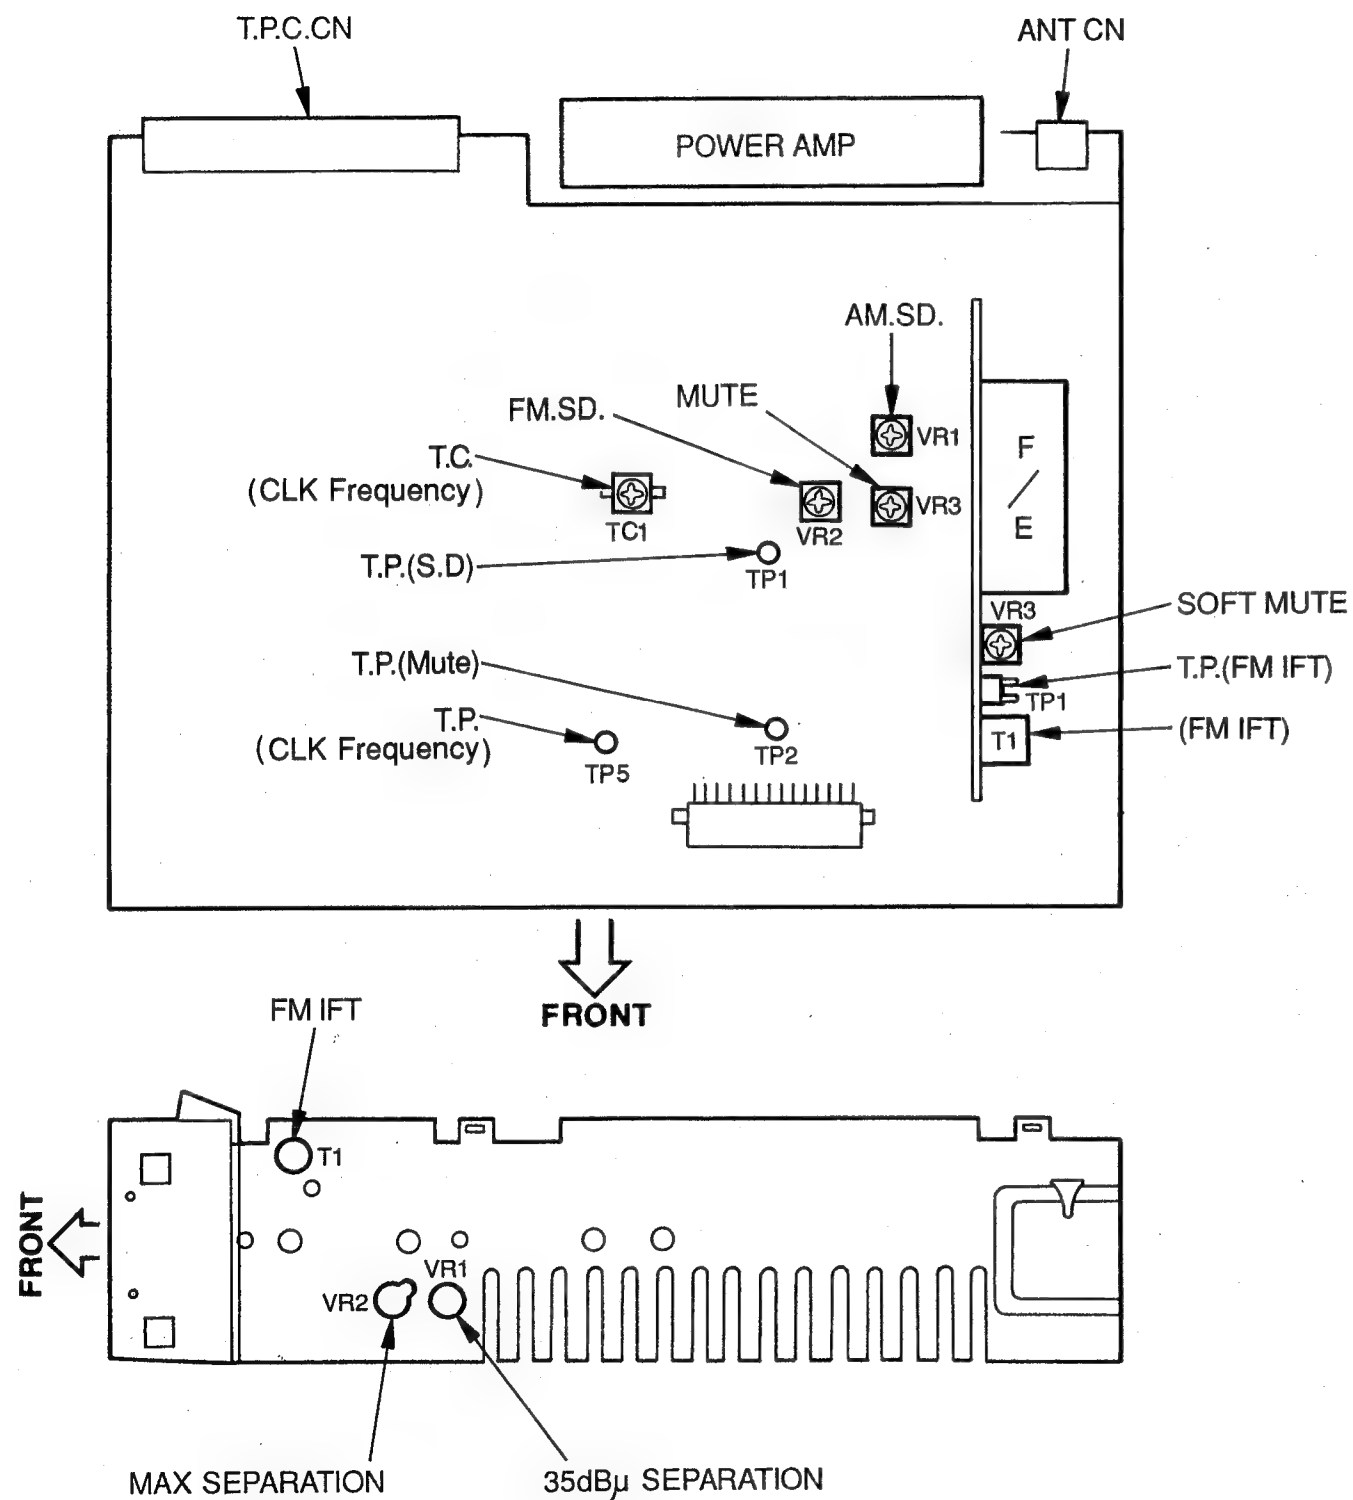 T.P.C.CN
ANT CN
POWER AMP
AM.SD.
MUTE
FM.SD.
VR1
F
/
E
T.C.
(CLK Frequency)
VR3
TC1
VR2
T.P.(S.D)
TP1
VR3
SOFT MUTE
T.P.(Mute)
T.P.(FM IFT)
TP1
T.P.
(CLK Frequency)
(FM IFT)
T1
TP2
TP5
FRONT
FM IFT
T1
FRONT
VR1
VR2
MAX SEPARATION
35dBμ SEPARATION